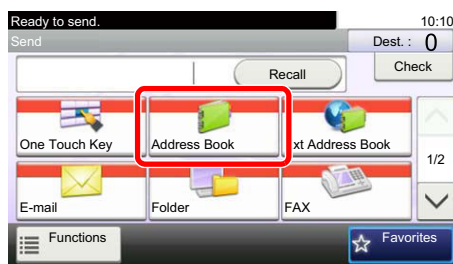 Ready to send. 10:10
Send Dest. : 0
Recall Check
One Touch Key Address Book xt Address Book
1/2
E-mail Folder FAX
Functions Favorites